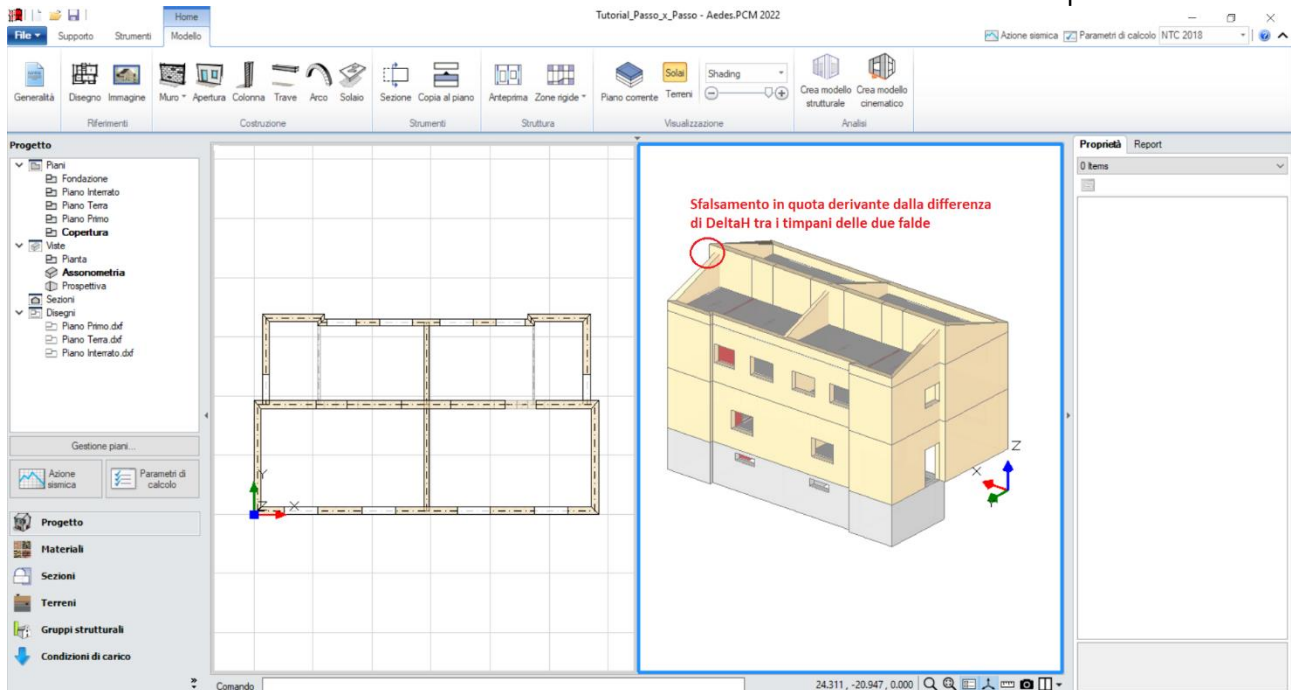 Tutorial_Passo_x_Passo - Aedes.PCM 2022
Home
File Supporto Strumenti Modello
Azione sismica Parametri di calcolo NTC 2018
Generalità Disegno Immagine Muro Apertura Colonna Trave Arco Solaio Sezione Copia al piano Anteprima Zone rigide Piano corrente Solai Terreni Shading Crea modello strutturale Crea modello cinematico
Riferimenti Costruzione Strumenti Struttura Visualizzazione Analisi
Progetto
Piani
Fondazione
Piano Interrato
Piano Terra
Piano Primo
Copertura
Viste
Pianta
Assonometria
Prospettiva
Sezioni
Disegni
Piano Primo.dxf
Piano Terra.dxf
Piano Interrato.dxf
Gestione piani...
Azione sismica
Parametri di calcolo
Progetto
Materiali
Sezioni
Terreni
Gruppi strutturali
Condizioni di carico
Y
Z
X
Sfalsamento in quota derivante dalla differenza
di DeltaH tra i timpani delle due falde
Z
X
Y
Proprietà Report
0 Items
Comando
24.311 , -20.947 , 0.000